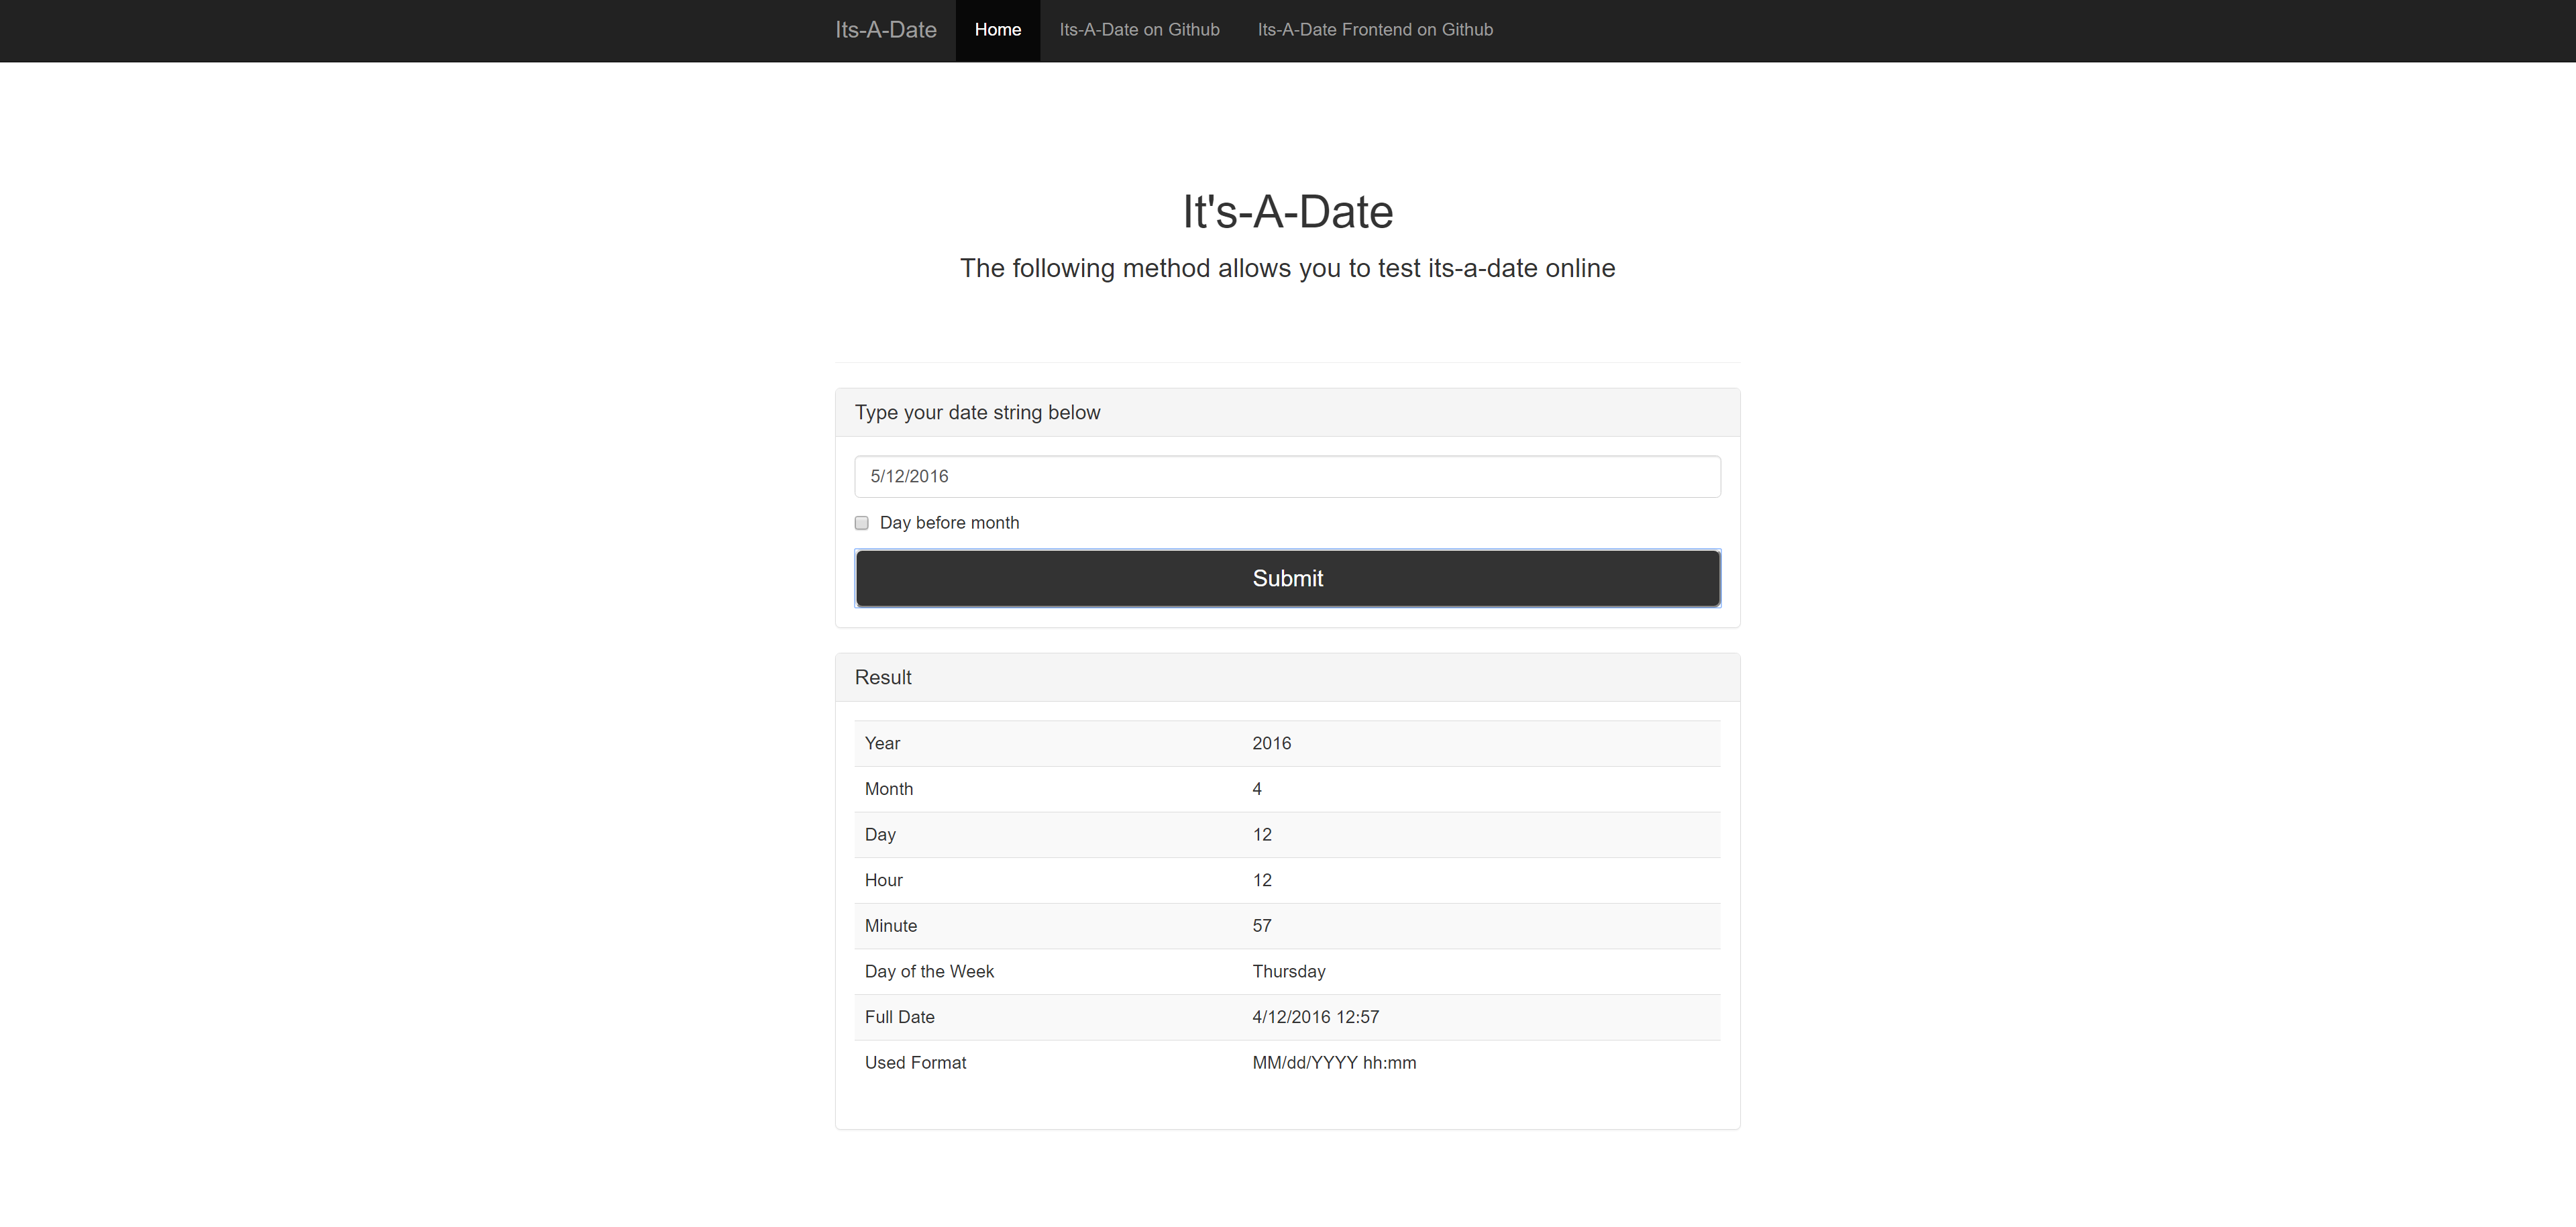 Its-A-Date Home Its-A-Date on Github Its-A-Date Frontend on Github
It's-A-Date
The following method allows you to test its-a-date online
Type your date string below
5/12/2016
Day before month
Submit
Result
Year 2016
Month 4
Day 12
Hour 12
Minute 57
Day of the Week Thursday
Full Date 4/12/2016 12:57
Used Format MM/dd/YYYY hh:mm